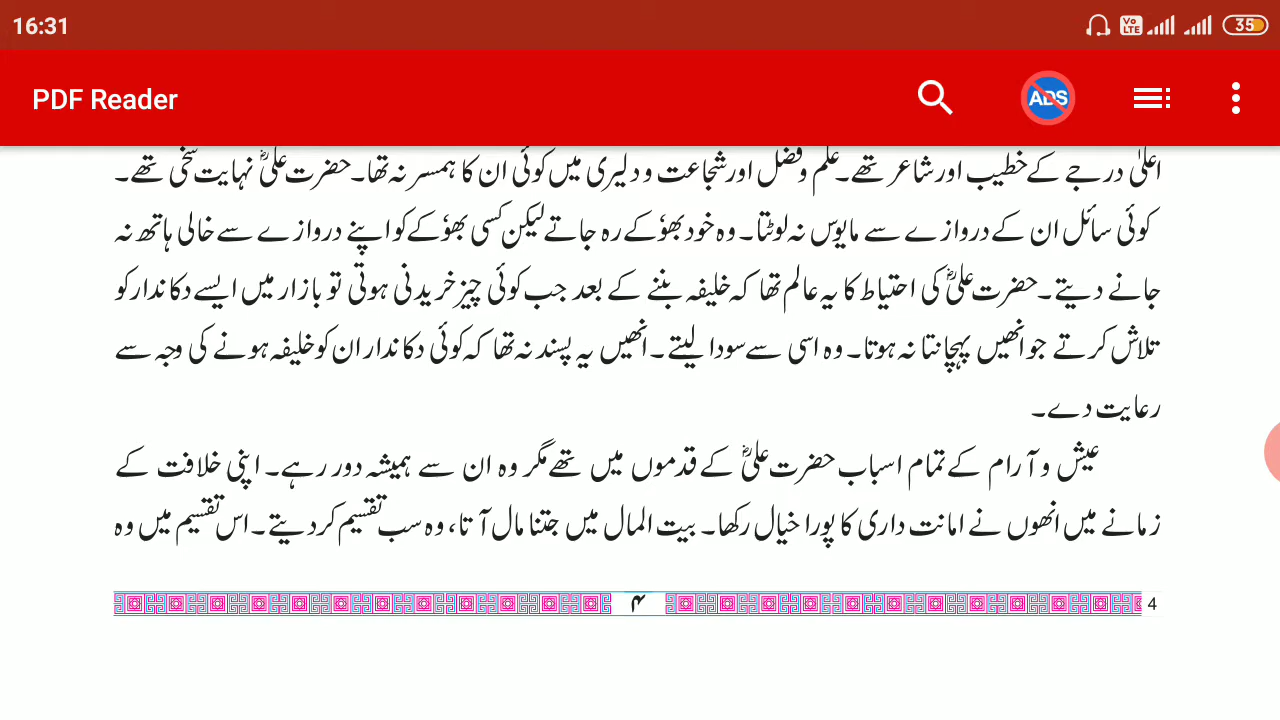 16:31
Vo LTE
35
PDF Reader
ADS
اعلیٰ درجے کے خطیب اور شاعر تھے۔ علم و فضل اور شجاعت و دلیری میں کوئی ان کا ہمسر نہ تھا۔ حضرت علیؓ نہایت سخی تھے۔
کوئی سائل ان کے دروازے سے مایوٗس نہ لوٹتا۔ وہ خود بھوٗکے رہ جاتے لیکن کسی بھوٗکے کو اپنے دروازے سے خالی ہاتھ نہ
جانے دیتے۔ حضرت علیؓ کی احتیاط کا یہ عالم تھا کہ خلیفہ بننے کے بعد جب کوئی چیز خریدنی ہوتی تو بازار میں ایسے دکاندار کو
تلاش کرتے جو انھیں پہچانتا نہ ہوتا۔ وہ اسی سے سودا لیتے۔ انھیں یہ پسند نہ تھا کہ کوئی دکاندار ان کو خلیفہ ہونے کی وجہ سے
رعایت دے۔
عیش و آرام کے تمام اسباب حضرت علیؓ کے قدموں میں تھے مگر وہ ان سے ہمیشہ دور رہے۔ اپنی خلافت کے
زمانے میں انھوں نے امانت داری کا پورا خیال رکھا۔ بیت المال میں جتنا مال آتا، وہ سب تقسیم کر دیتے۔ اس تقسیم میں وہ
۴
4